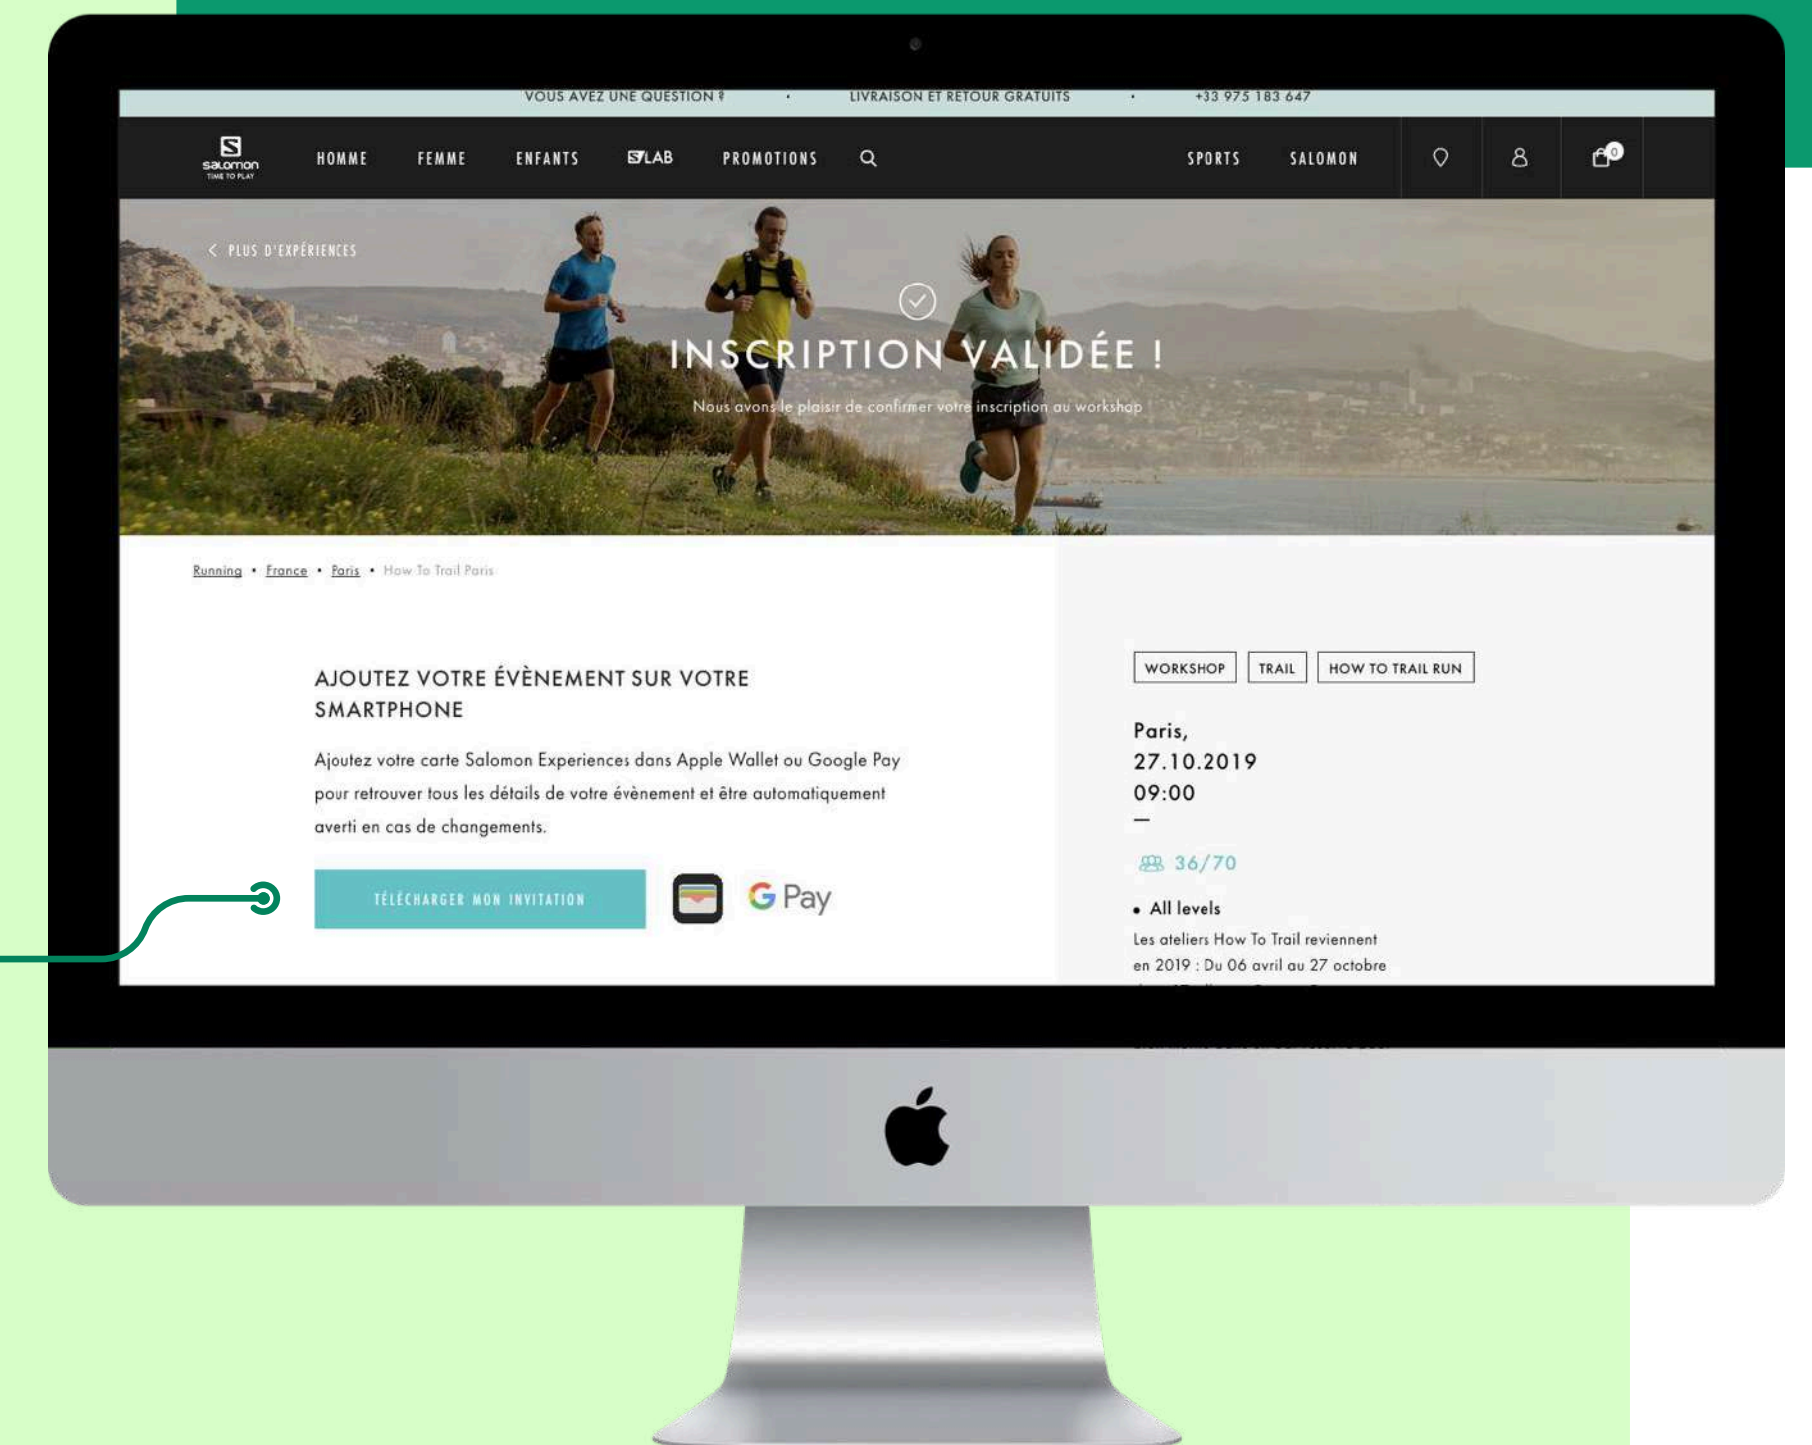 VOUS AVEZ UNE QUESTION ? • LIVRAISON ET RETOUR GRATUITS • +33 975 183 647
salomon
TIME TO PLAY
HOMME FEMME ENFANTS S/LAB PROMOTIONS SPORTS SALOMON 0
< PLUS D'EXPÉRIENCES
INSCRIPTION VALIDÉE !
Nous avons le plaisir de confirmer votre inscription au workshop
Running • France • Paris • How To Trail Paris
AJOUTEZ VOTRE ÉVÈNEMENT SUR VOTRE
SMARTPHONE
Ajoutez votre carte Salomon Experiences dans Apple Wallet ou Google Pay
pour retrouver tous les détails de votre évènement et être automatiquement
averti en cas de changements.
TÉLÉCHARGER MON INVITATION
G Pay
WORKSHOP TRAIL HOW TO TRAIL RUN
Paris,
27.10.2019
09:00
—
36/70
• All levels
Les ateliers How To Trail reviennent
en 2019 : Du 06 avril au 27 octobre